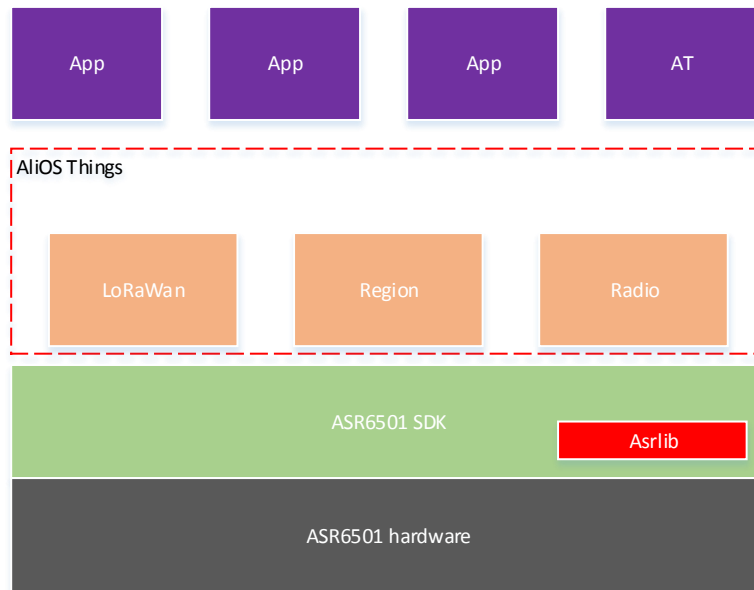 App
App
App
AT
AliOS Things
LoRaWan
Region
Radio
ASR6501 SDK
Asrlib
ASR6501 hardware